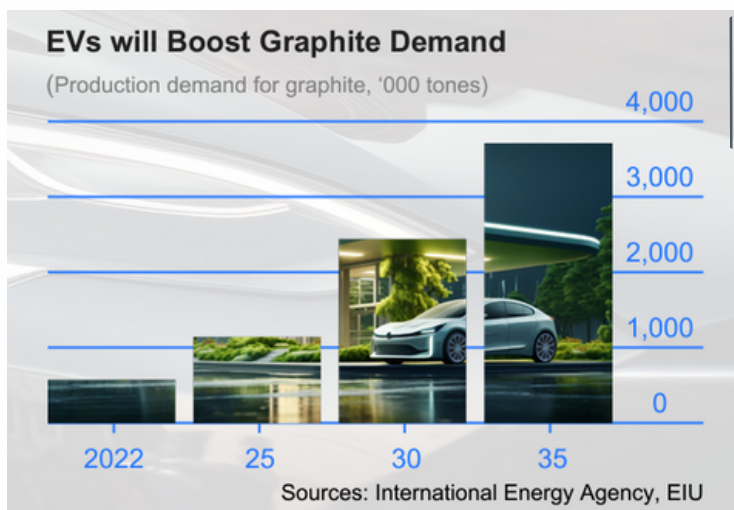 EVs will Boost Graphite Demand
(Production demand for graphite, ‘000 tones)
4,000
3,000
2,000
1,000
0
2022 25 30 35
Sources: International Energy Agency, EIU